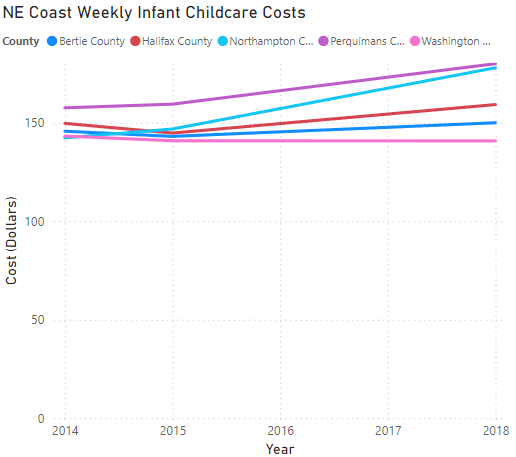 NE Coast Weekly Infant Childcare Costs
County Bertie County Halifax County Northampton C... Perquimans C... Washington ...
150
100
50
0
Cost (Dollars)
2014 2015 2016 2017 2018
Year